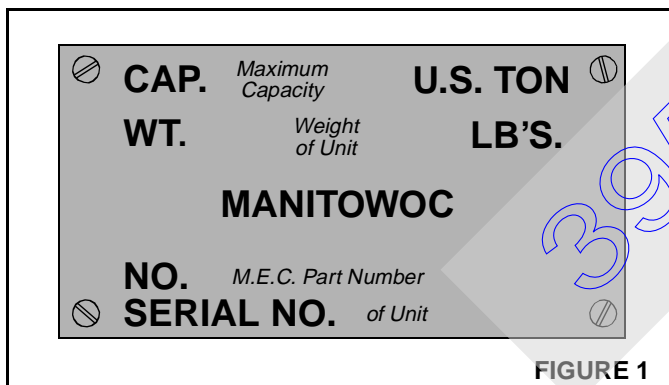 CAP. Maximum Capacity U.S. TON
WT. Weight of Unit LB'S.
MANITOWOC
NO. M.E.C. Part Number
SERIAL NO. of Unit
395
FIGURE 1